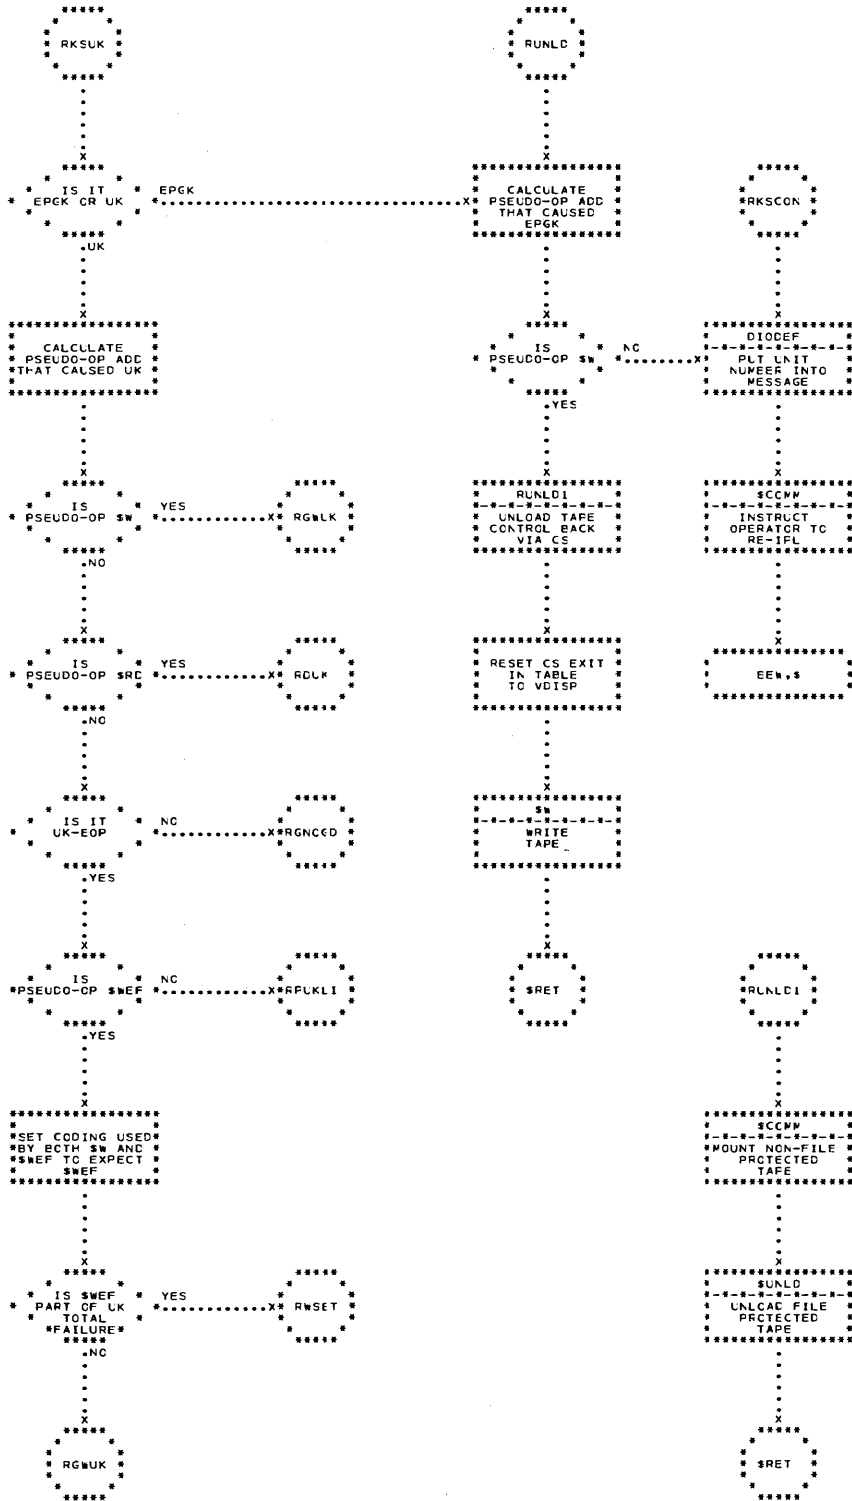 RKSUK
RUNLD
IS IT
EPGK OR UK
EPGK
UK
CALCULATE
PSEUDO-OP ADD
THAT CAUSED
EPGK
RKSCON
CALCULATE
PSEUDO-OP ADD
THAT CAUSED UK
IS
PSEUDO-OP $W
NO
YES
DIODEF
PUT UNIT
NUMBER INTO
MESSAGE
IS
PSEUDO-OP $W
YES
NO
RGWLK
RUNLD1
UNLOAD TAPE
CONTROL BACK
VIA CS
$COMM
INSTRUCT
OPERATOR TO
RE-IPL
IS
PSEUDO-OP $RD
YES
NO
RDUK
RESET CS EXIT
IN TABLE
TO VDISP
EEW,$
IS IT
UK-EOP
NO
YES
RGNCGD
$W
WRITE
TAPE
IS
PSEUDO-OP $WEF
NO
YES
RPUKLI
$RET
RUNLD1
SET CODING USED
BY BOTH $W AND
$WEF TO EXPECT
$WEF
$COMM
MOUNT NON-FILE
PROTECTED
TAPE
IS $WEF
PART OF UK
TOTAL
FAILURE
YES
NO
RWSET
$UNLD
UNLOAD FILE
PROTECTED
TAPE
RGWUK
$RET